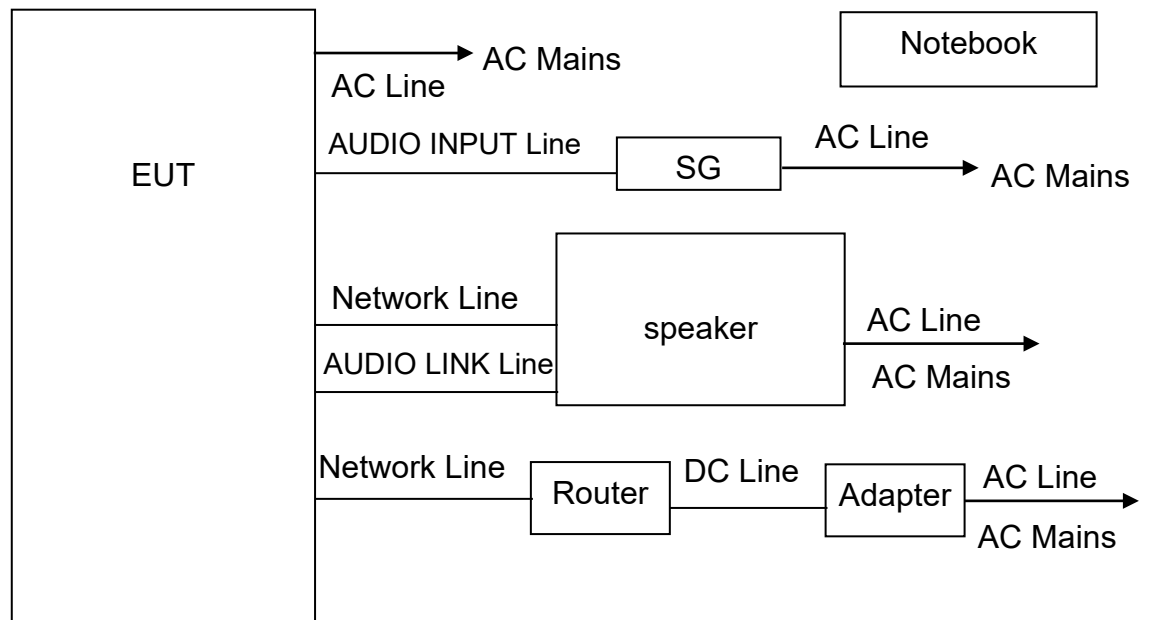 Notebook
AC Mains
AC Line
AUDIO INPUT Line
AC Line
EUT
SG
AC Mains
Network Line
speaker
AC Line
AUDIO LINK Line
AC Mains
Network Line
Router
DC Line
Adapter
AC Line
AC Mains